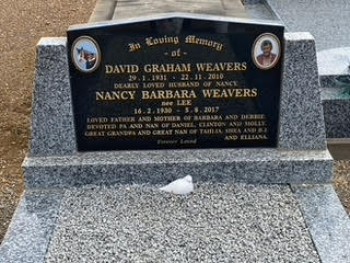 In Loving Memory
- of -
DAVID GRAHAM WEAVERS
29.1.1931 - 22.11.2010
DEARLY LOVED HUSBAND OF NANCY.
NANCY BARBARA WEAVERS
nee LEE
16.2.1930 - 5.8.2017
LOVED FATHER AND MOTHER OF BARBARA AND DEBBIE.
DEVOTED PA AND NAN OF DANIEL, CLINTON AND MOLLY.
GREAT GRANDPA AND GREAT NAN OF TAHLIA, SHEA AND B.J.
AND ELLIANA.
Forever Loved